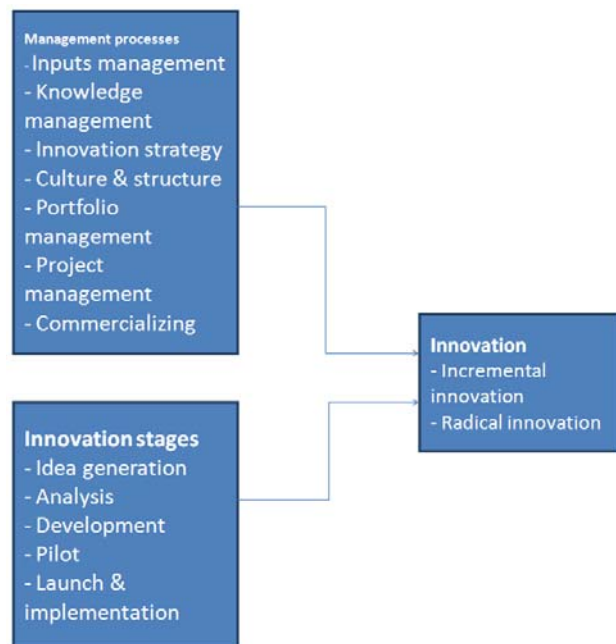 Management processes
- Inputs management
- Knowledge
management
- Innovation strategy
- Culture & structure
- Portfolio
management
- Project
management
- Commercializing
Innovation
- Incremental
innovation
- Radical innovation
Innovation stages
- Idea generation
- Analysis
- Development
- Pilot
- Launch &
implementation